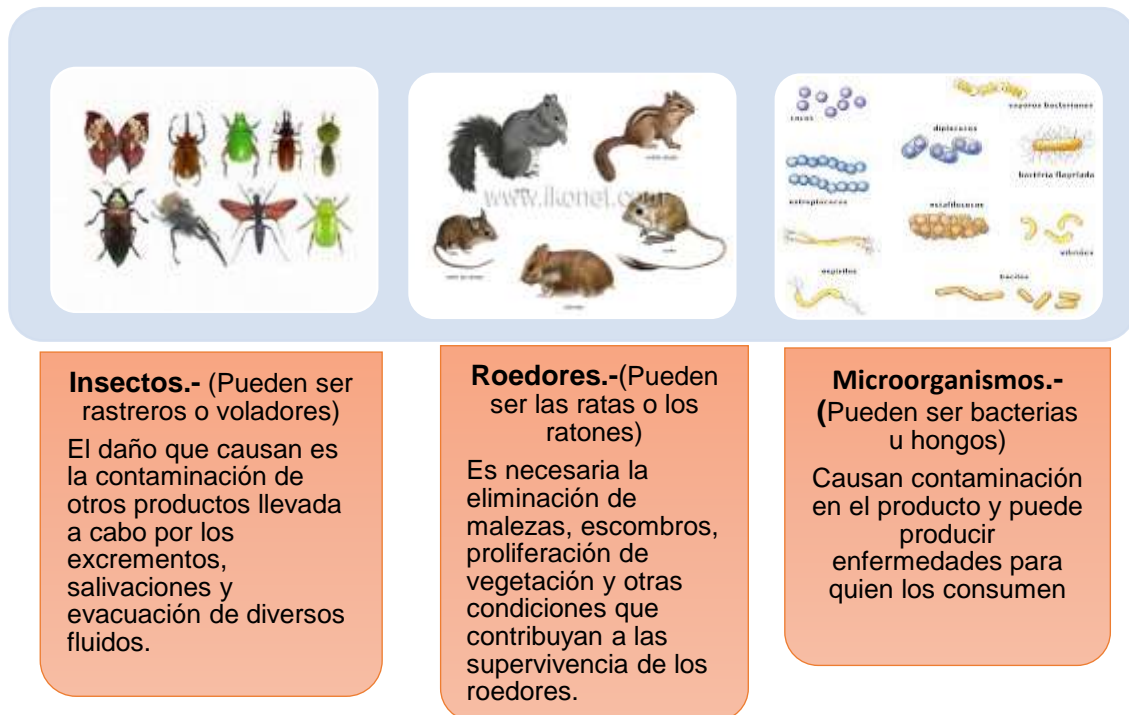 www.ikonet.com
cocos
esporos bacterianos
diplococos
bactéria flagelada
estreptococos
estafilococos
vibriões
espirilos
bacilos
Insectos.- (Pueden ser
rastreros o voladores)
El daño que causan es
la contaminación de
otros productos llevada
a cabo por los
excrementos,
salivaciones y
evacuación de diversos
fluidos.
Roedores.-(Pueden
ser las ratas o los
ratones)
Es necesaria la
eliminación de
malezas, escombros,
proliferación de
vegetación y otras
condiciones que
contribuyan a las
supervivencia de los
roedores.
Microorganismos.-
(Pueden ser bacterias
u hongos)
Causan contaminación
en el producto y puede
producir
enfermedades para
quien los consumen